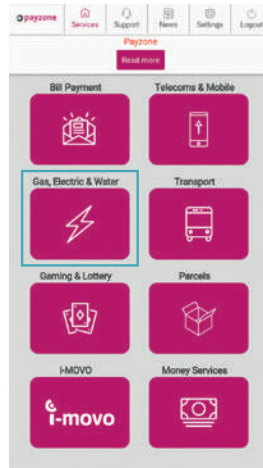 payzone Services Support News Settings Logout
Payzone
Read more
Bill Payment Telecoms & Mobile
Gas, Electric & Water Transport
Gaming & Lottery Parcels
I-MOVO Money Services
i-movo